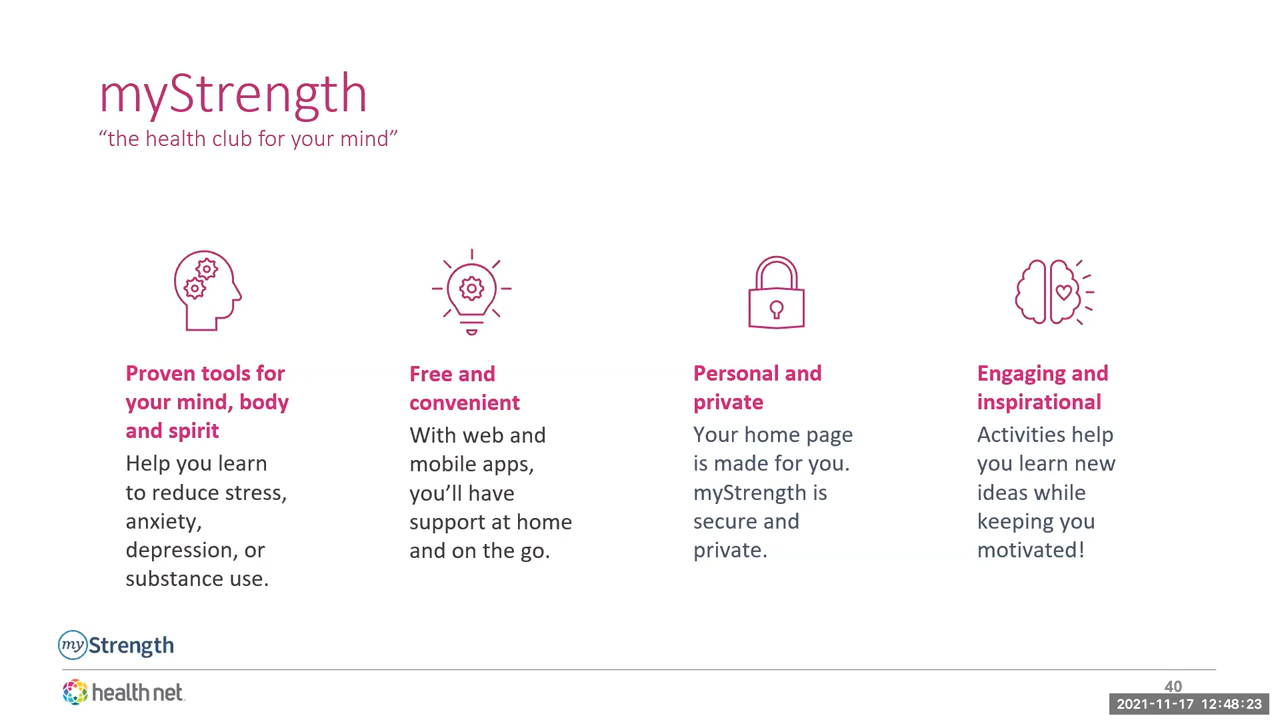 myStrength
“the health club for your mind”
Proven tools for
your mind, body
and spirit
Help you learn
to reduce stress,
anxiety,
depression, or
substance use.
Free and
convenient
With web and
mobile apps,
you’ll have
support at home
and on the go.
Personal and
private
Your home page
is made for you.
myStrength is
secure and
private.
Engaging and
inspirational
Activities help
you learn new
ideas while
keeping you
motivated!
myStrength
health net
40
2021-11-17 12:48:23